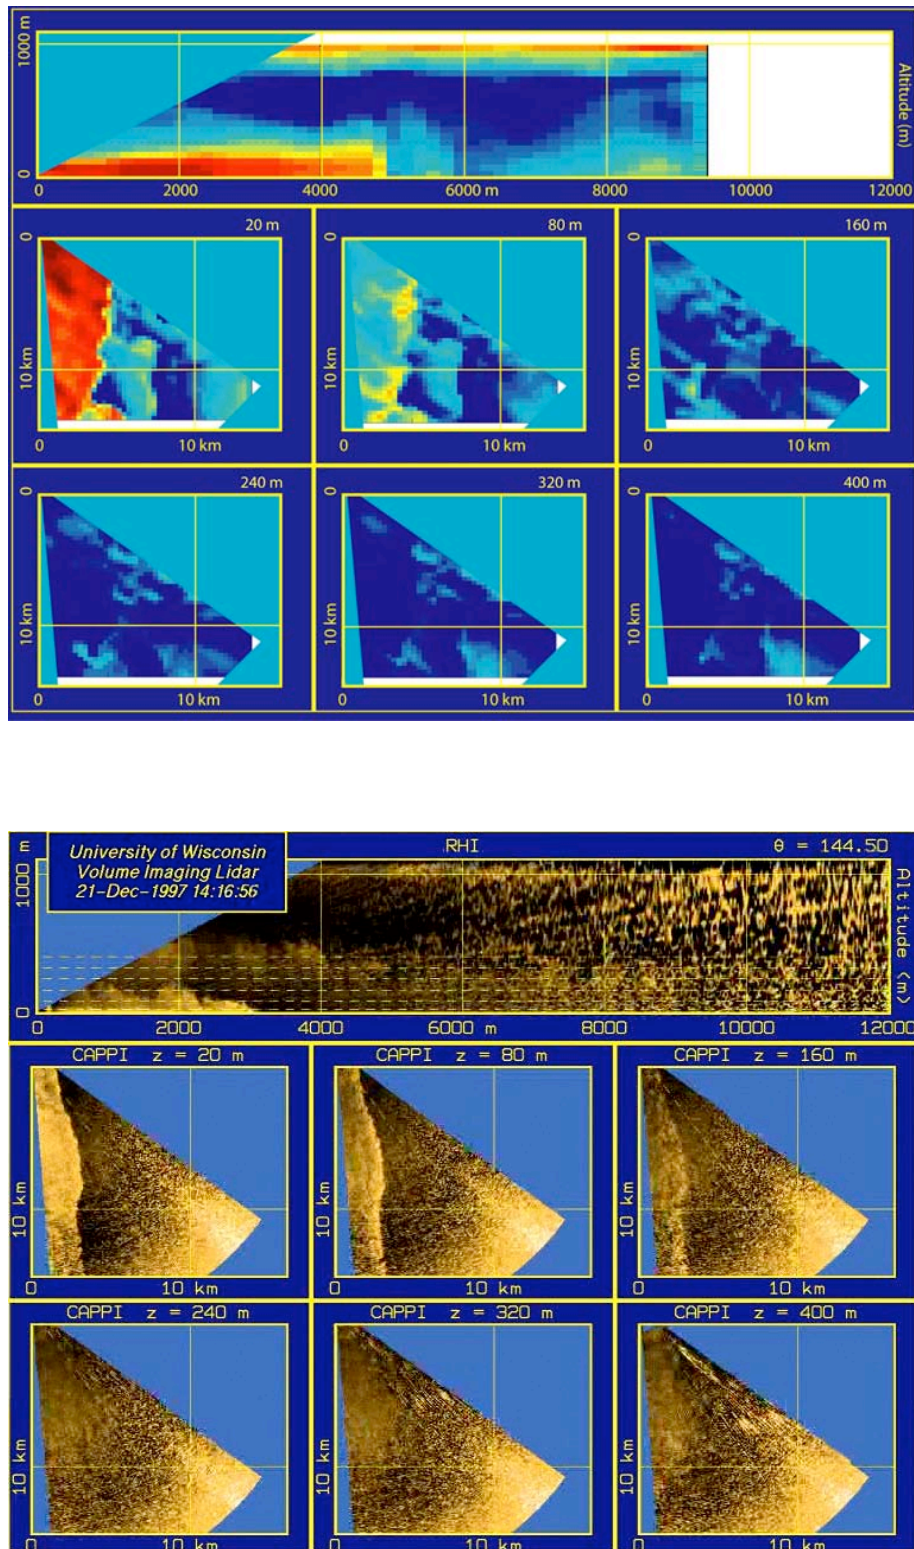 1000 m
0
Altitude (m)
0 2000 4000 6000 m 8000 10000 12000
20 m 80 m 160 m
0 0 0
10 km 10 km 10 km
0 10 km 0 10 km 0 10 km
240 m 320 m 400 m
0 0 0
10 km 10 km 10 km
0 10 km 0 10 km 0 10 km
m RHI θ = 144.50
University of Wisconsin
Volume Imaging Lidar
21-Dec-1997 14:16:56
1000
0
Altitude (m)
0 2000 4000 6000 m 8000 10000 12000
CAPPI z = 20 m CAPPI z = 80 m CAPPI z = 160 m
10 km 10 km 10 km
0 10 km 0 10 km 0 10 km
CAPPI z = 240 m CAPPI z = 320 m CAPPI z = 400 m
10 km 10 km 10 km
0 10 km 0 10 km 0 10 km